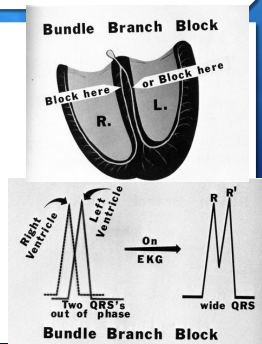 Bundle Branch Block
Block here
or Block here
R.
L.
Right Ventricle
Left Ventricle
On
EKG
R R'
Two QRS's
out of phase
wide QRS
Bundle Branch Block